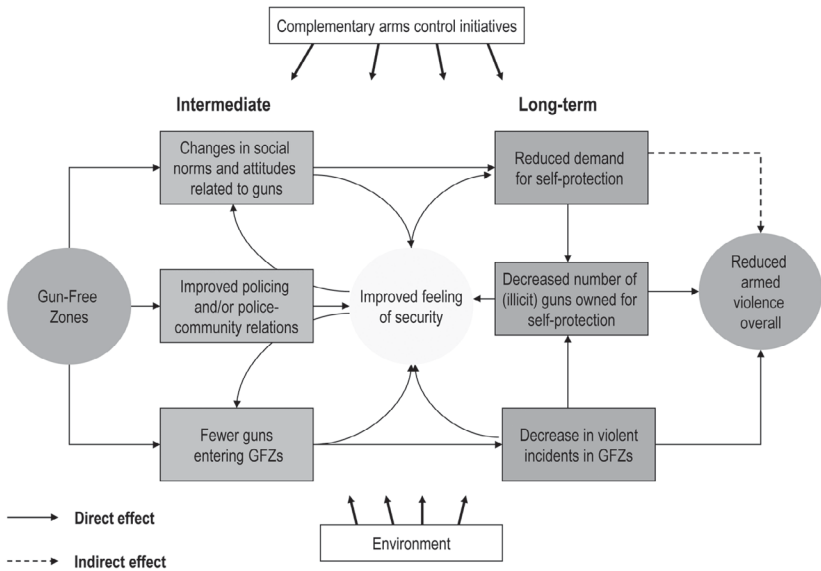 Complementary arms control initiatives
Intermediate
Long-term
Changes in social
norms and attitudes
related to guns
Reduced demand
for self-protection
Gun-Free
Zones
Improved policing
and/or police-
community relations
Improved feeling
of security
Decreased number of
(illicit) guns owned for
self-protection
Reduced
armed
violence
overall
Fewer guns
entering GFZs
Decrease in violent
incidents in GFZs
Direct effect
Environment
Indirect effect